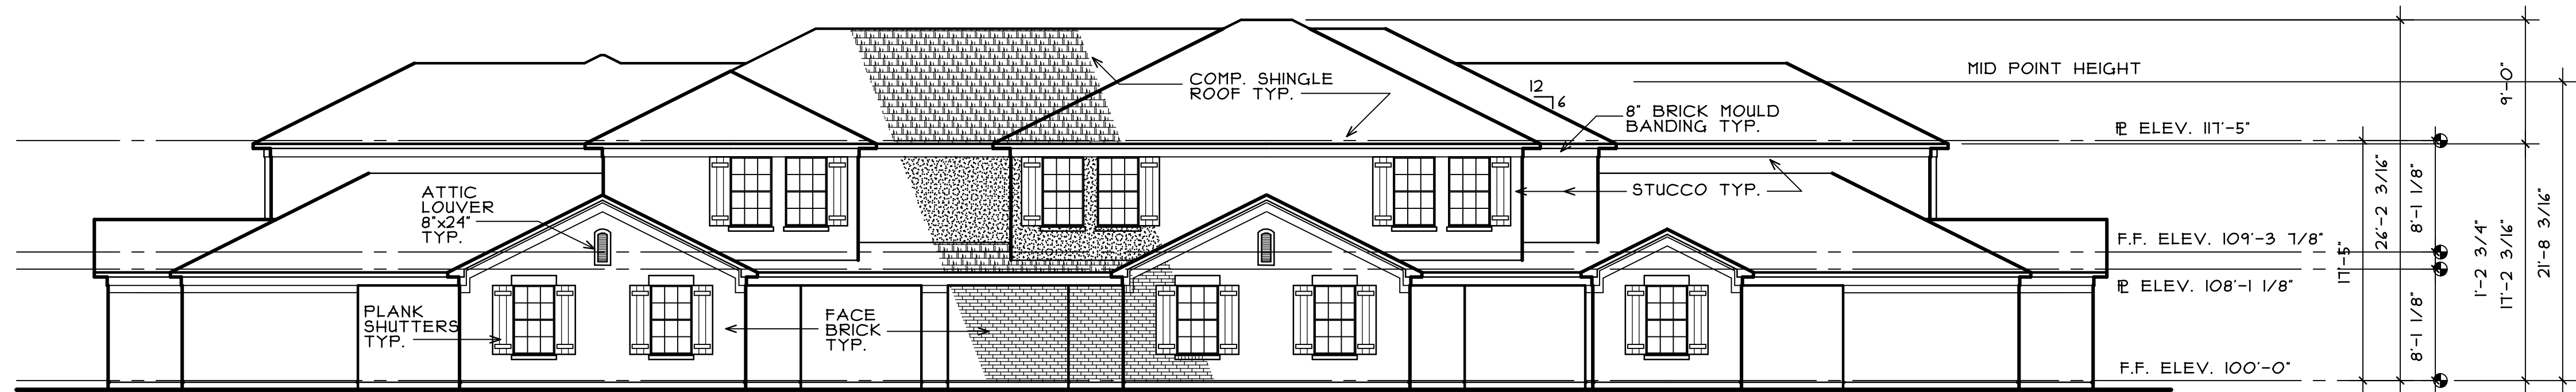 COMP. SHINGLE
ROOF TYP.
12
6
8" BRICK MOULD
BANDING TYP.
MID POINT HEIGHT
PL ELEV. 117'-5"
ATTIC
LOUVER
8"x24"
TYP.
STUCCO TYP.
F.F. ELEV. 109'-3 7/8"
PL ELEV. 108'-1 1/8"
PLANK
SHUTTERS
TYP.
FACE
BRICK
TYP.
F.F. ELEV. 100'-0"
17'-5"
26'-2 3/16"
8'-1 1/8"
8'-1 1/8"
1'-2 3/4"
9'-0"
17'-2 3/16"
21'-8 3/16"